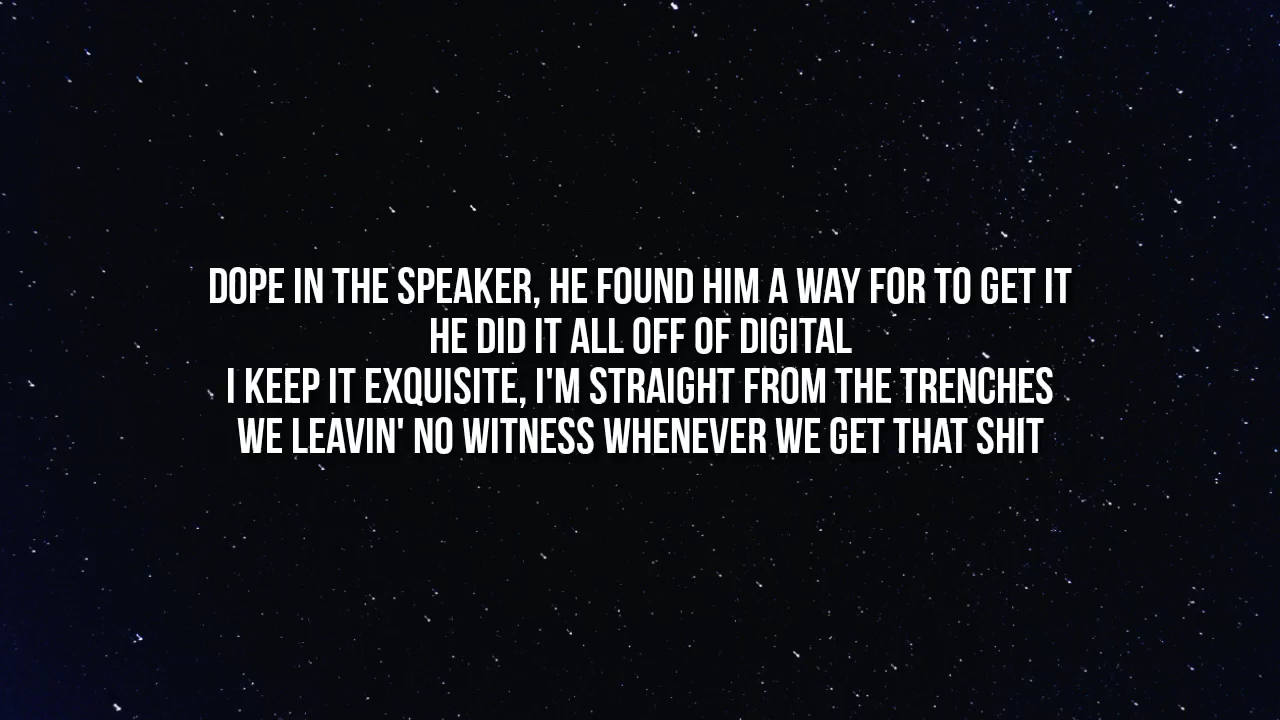 DOPE IN THE SPEAKER, HE FOUND HIM A WAY FOR TO GET IT
HE DID IT ALL OFF OF DIGITAL
I KEEP IT EXQUISITE, I'M STRAIGHT FROM THE TRENCHES
WE LEAVIN' NO WITNESS WHENEVER WE GET THAT SHIT